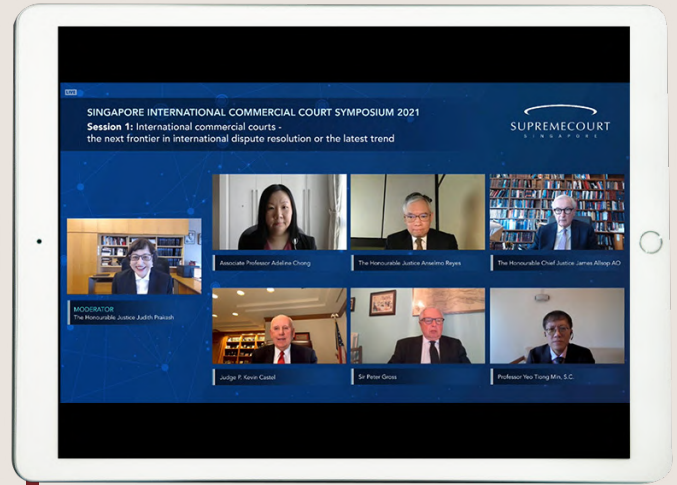 LIVE
SINGAPORE INTERNATIONAL COMMERCIAL COURT SYMPOSIUM 2021
Session 1: International commercial courts -
the next frontier in international dispute resolution or the latest trend
SUPREMECOURT
SINGAPORE
Associate Professor Adeline Chong
The Honourable Justice Anselmo Reyes
The Honourable Chief Justice James Allsop AO
MODERATOR
The Honourable Justice Judith Prakash
Judge P. Kevin Castel
Sir Peter Gross
Professor Yeo Tiong Min, S.C.